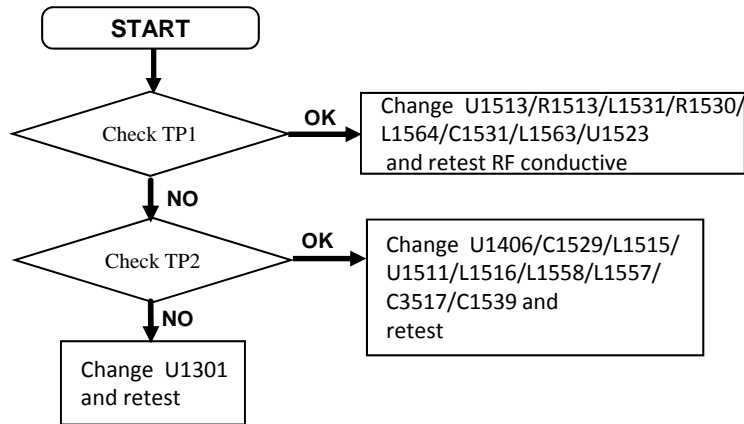 START
Check TP1
OK
Change U1513/R1513/L1531/R1530/
L1564/C1531/L1563/U1523
and retest RF conductive
NO
Check TP2
OK
Change U1406/C1529/L1515/
U1511/L1516/L1558/L1557/
C3517/C1539 and
retest
NO
Change U1301
and retest